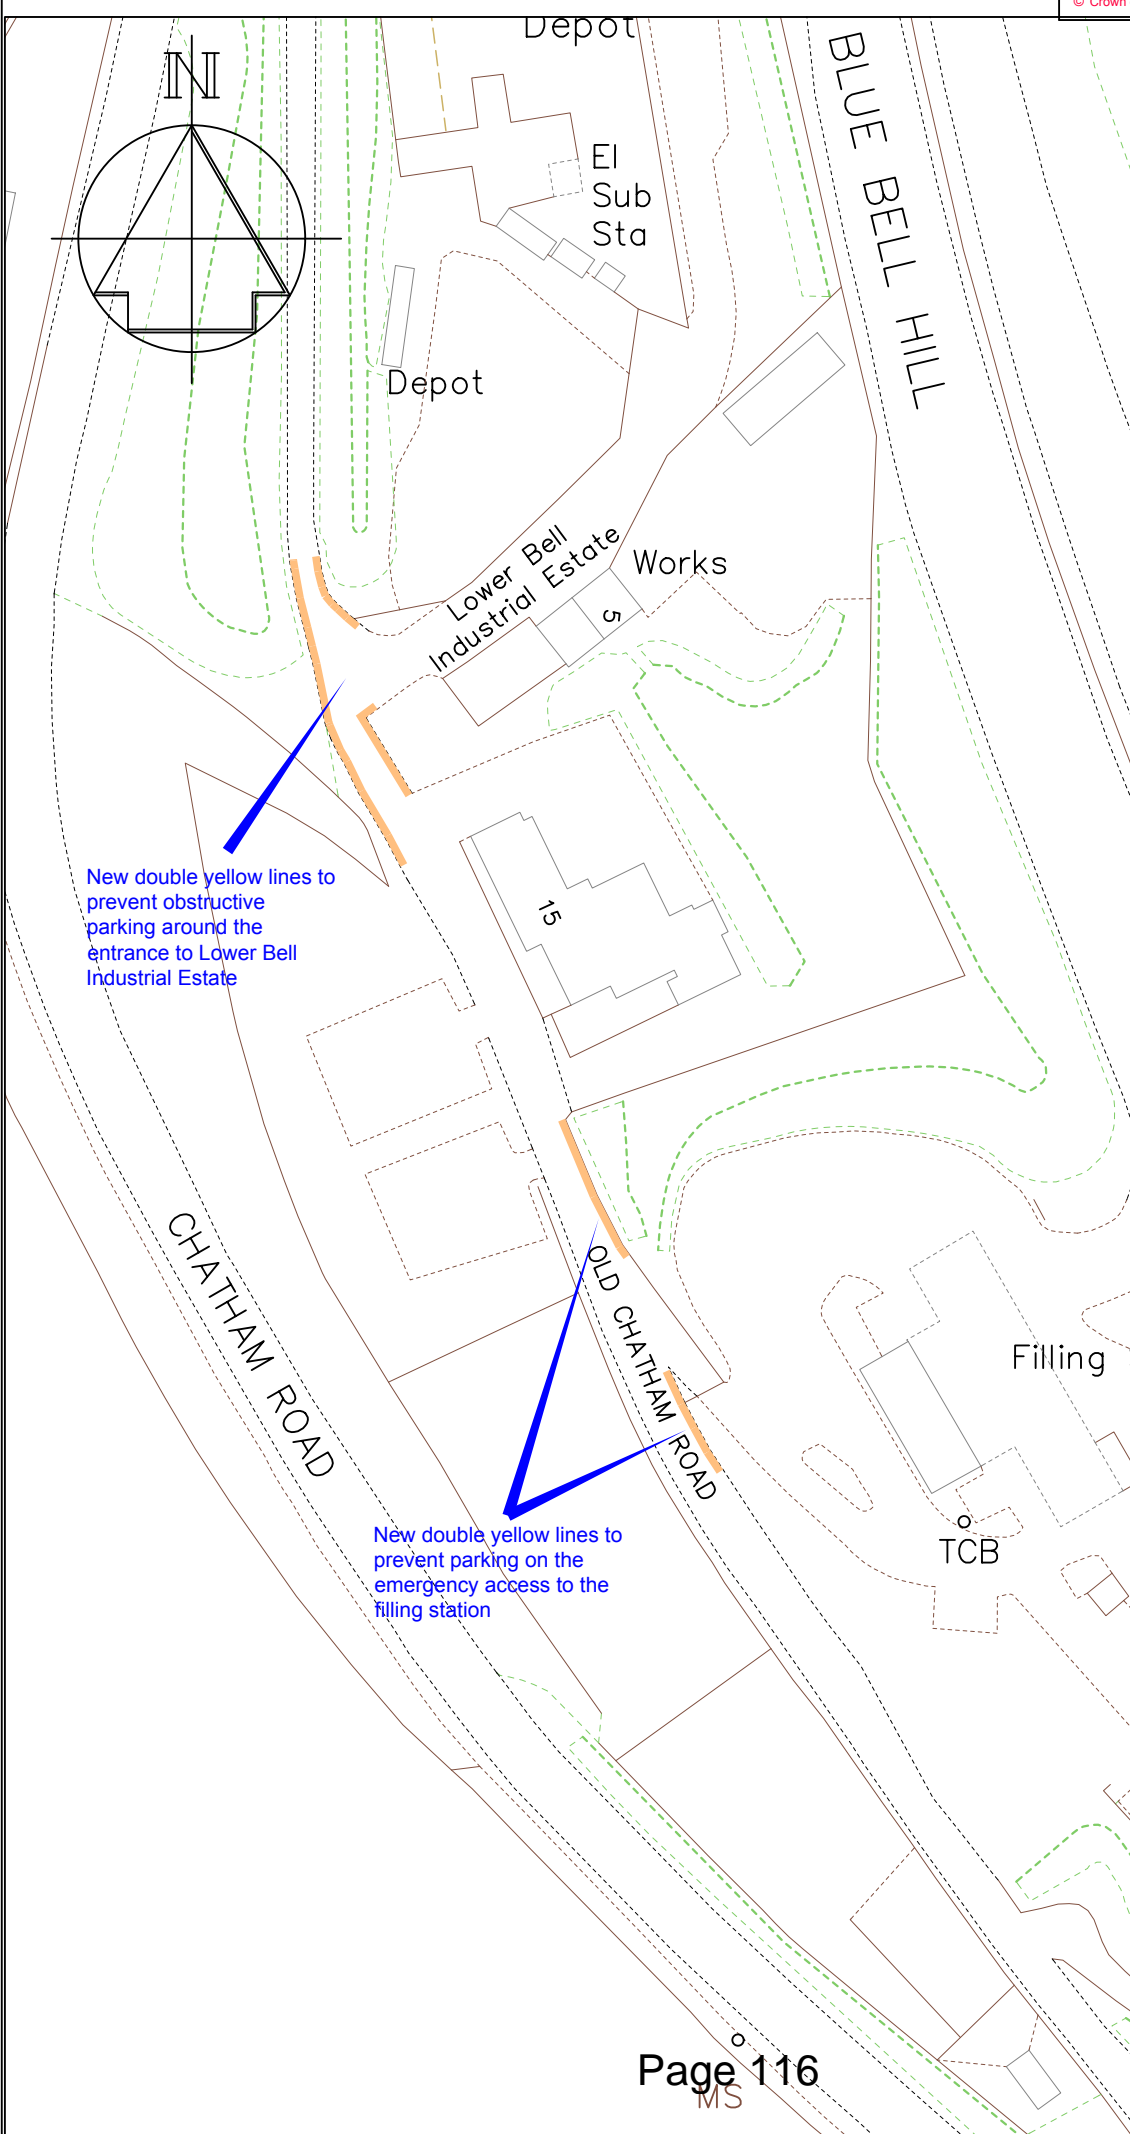 © Crown
Depot
N
BLUE BELL HILL
El
Sub
Sta
Depot
Lower Bell
Industrial Estate
Works
5
15
New double yellow lines to
prevent obstructive
parking around the
entrance to Lower Bell
Industrial Estate
CHATHAM ROAD
OLD CHATHAM ROAD
Filling
TCB
New double yellow lines to
prevent parking on the
emergency access to the
filling station
Page 116
MS